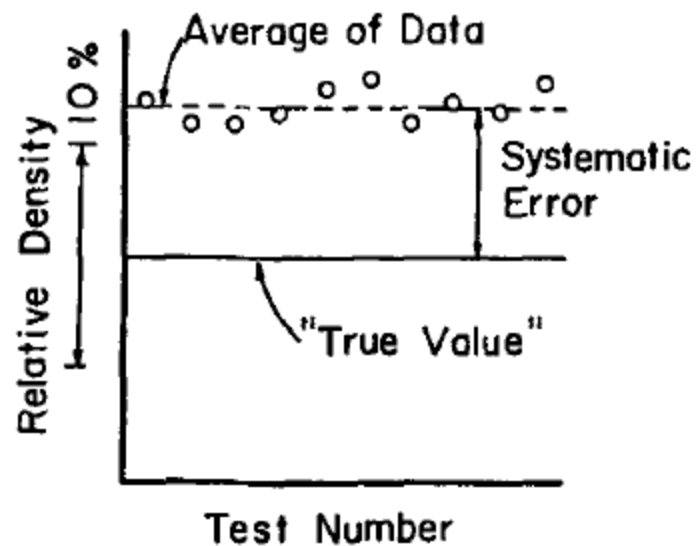 Average of Data
10 %
Relative Density
Systematic
Error
"True Value"
Test Number